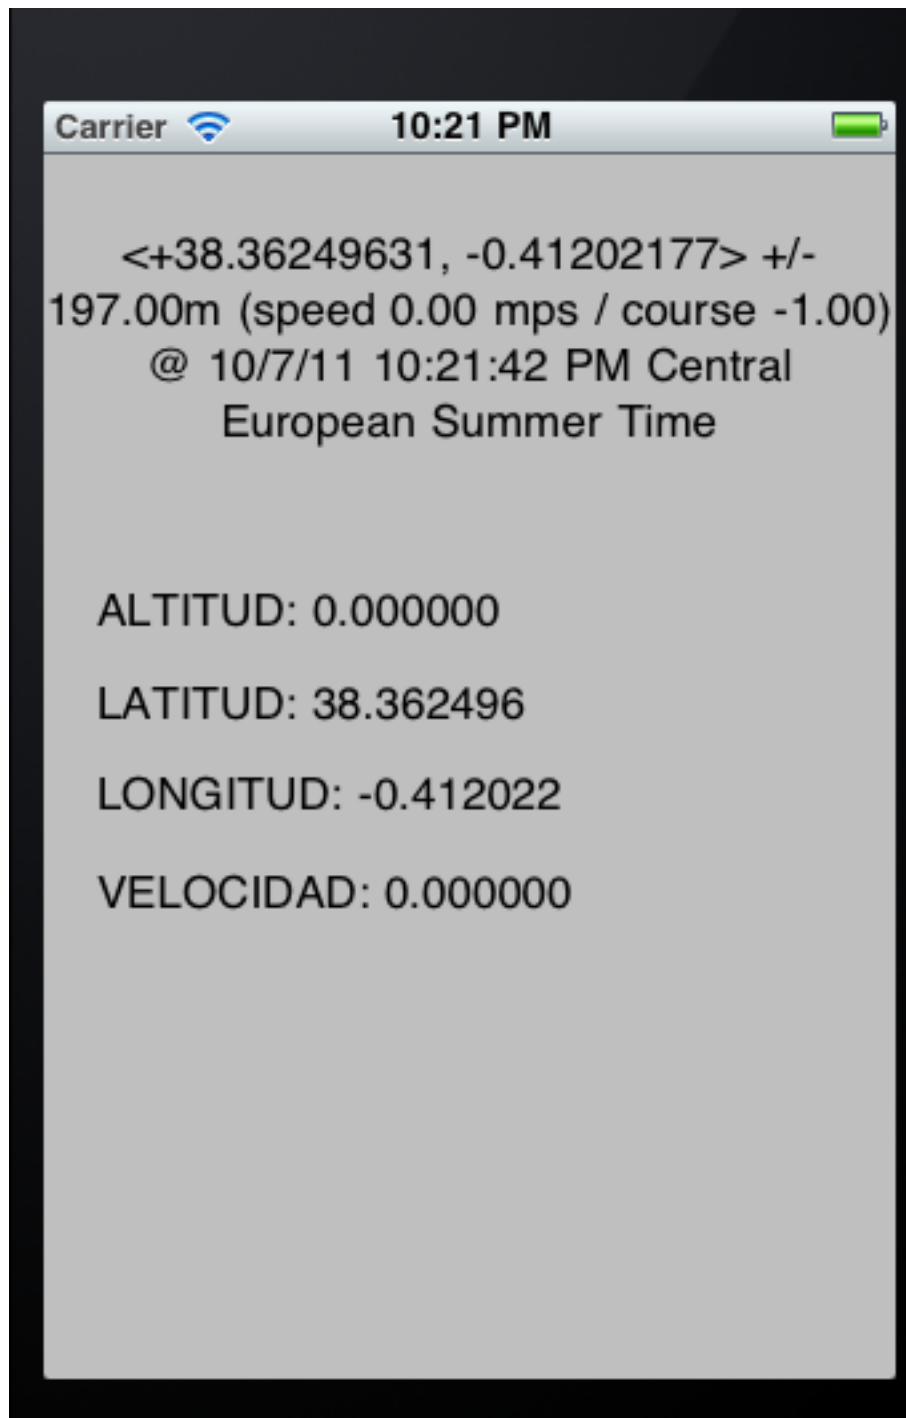 Carrier 10:21 PM
<+38.36249631, -0.41202177> +/-
197.00m (speed 0.00 mps / course -1.00)
@ 10/7/11 10:21:42 PM Central
European Summer Time
ALTITUD: 0.000000
LATITUD: 38.362496
LONGITUD: -0.412022
VELOCIDAD: 0.000000